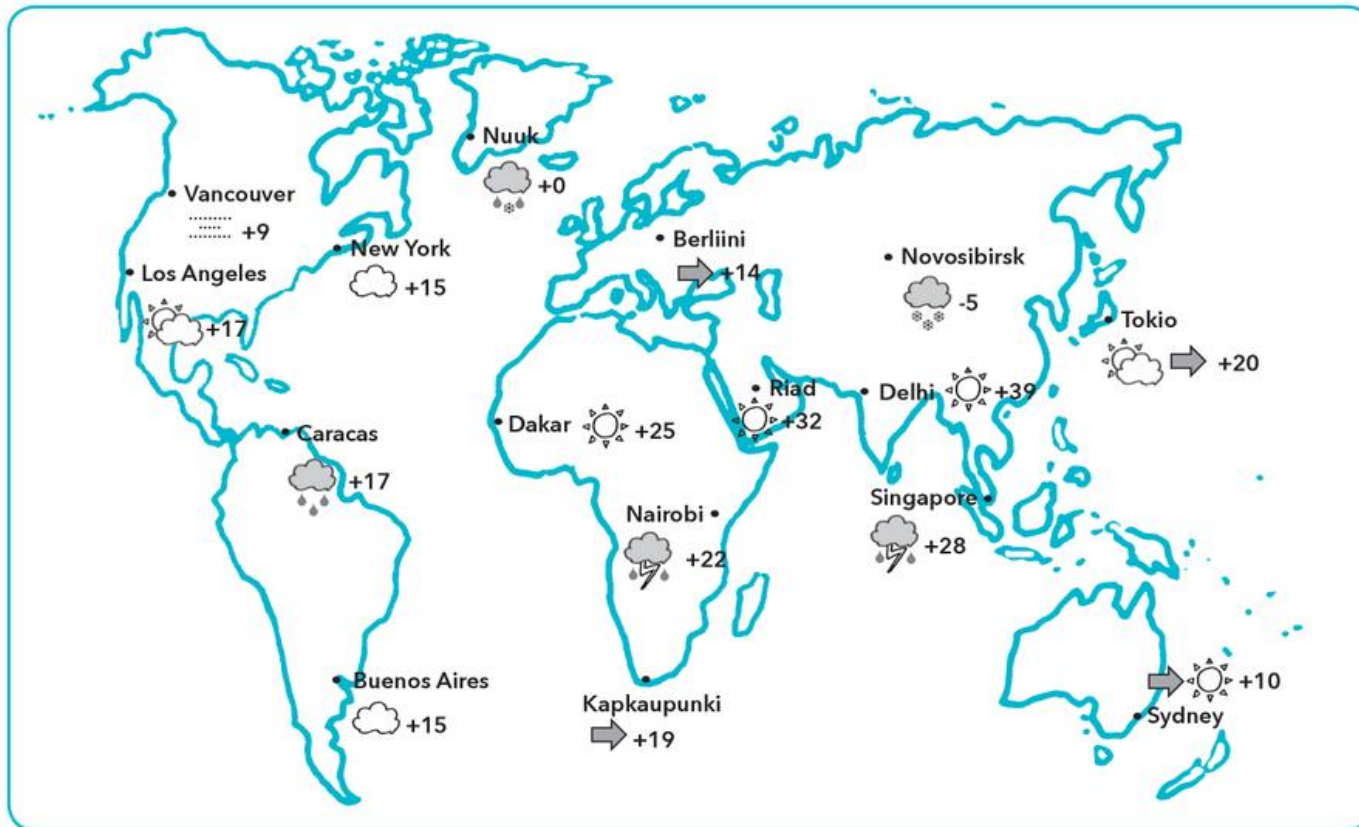 Nuuk
+0
Vancouver
+9
New York
+15
Los Angeles
+17
Berliini
+14
Novosibirsk
-5
Tokio
+20
Riad
+32
Delhi +39
Dakar +25
Caracas
+17
Nairobi
+22
Singapore
+28
Buenos Aires
+15
Kapkaupunki
+19
+10
Sydney